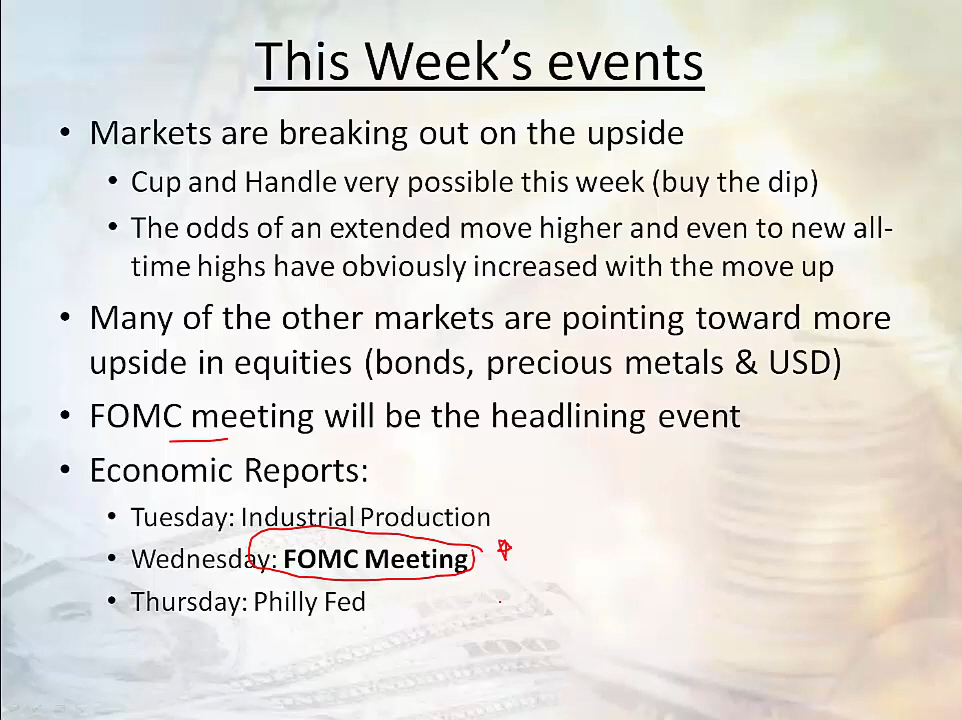 This Week's events
• Markets are breaking out on the upside
• Cup and Handle very possible this week (buy the dip)
• The odds of an extended move higher and even to new all-
time highs have obviously increased with the move up
• Many of the other markets are pointing toward more
upside in equities (bonds, precious metals & USD)
• FOMC meeting will be the headlining event
• Economic Reports:
• Tuesday: Industrial Production
• Wednesday: FOMC Meeting
• Thursday: Philly Fed
100